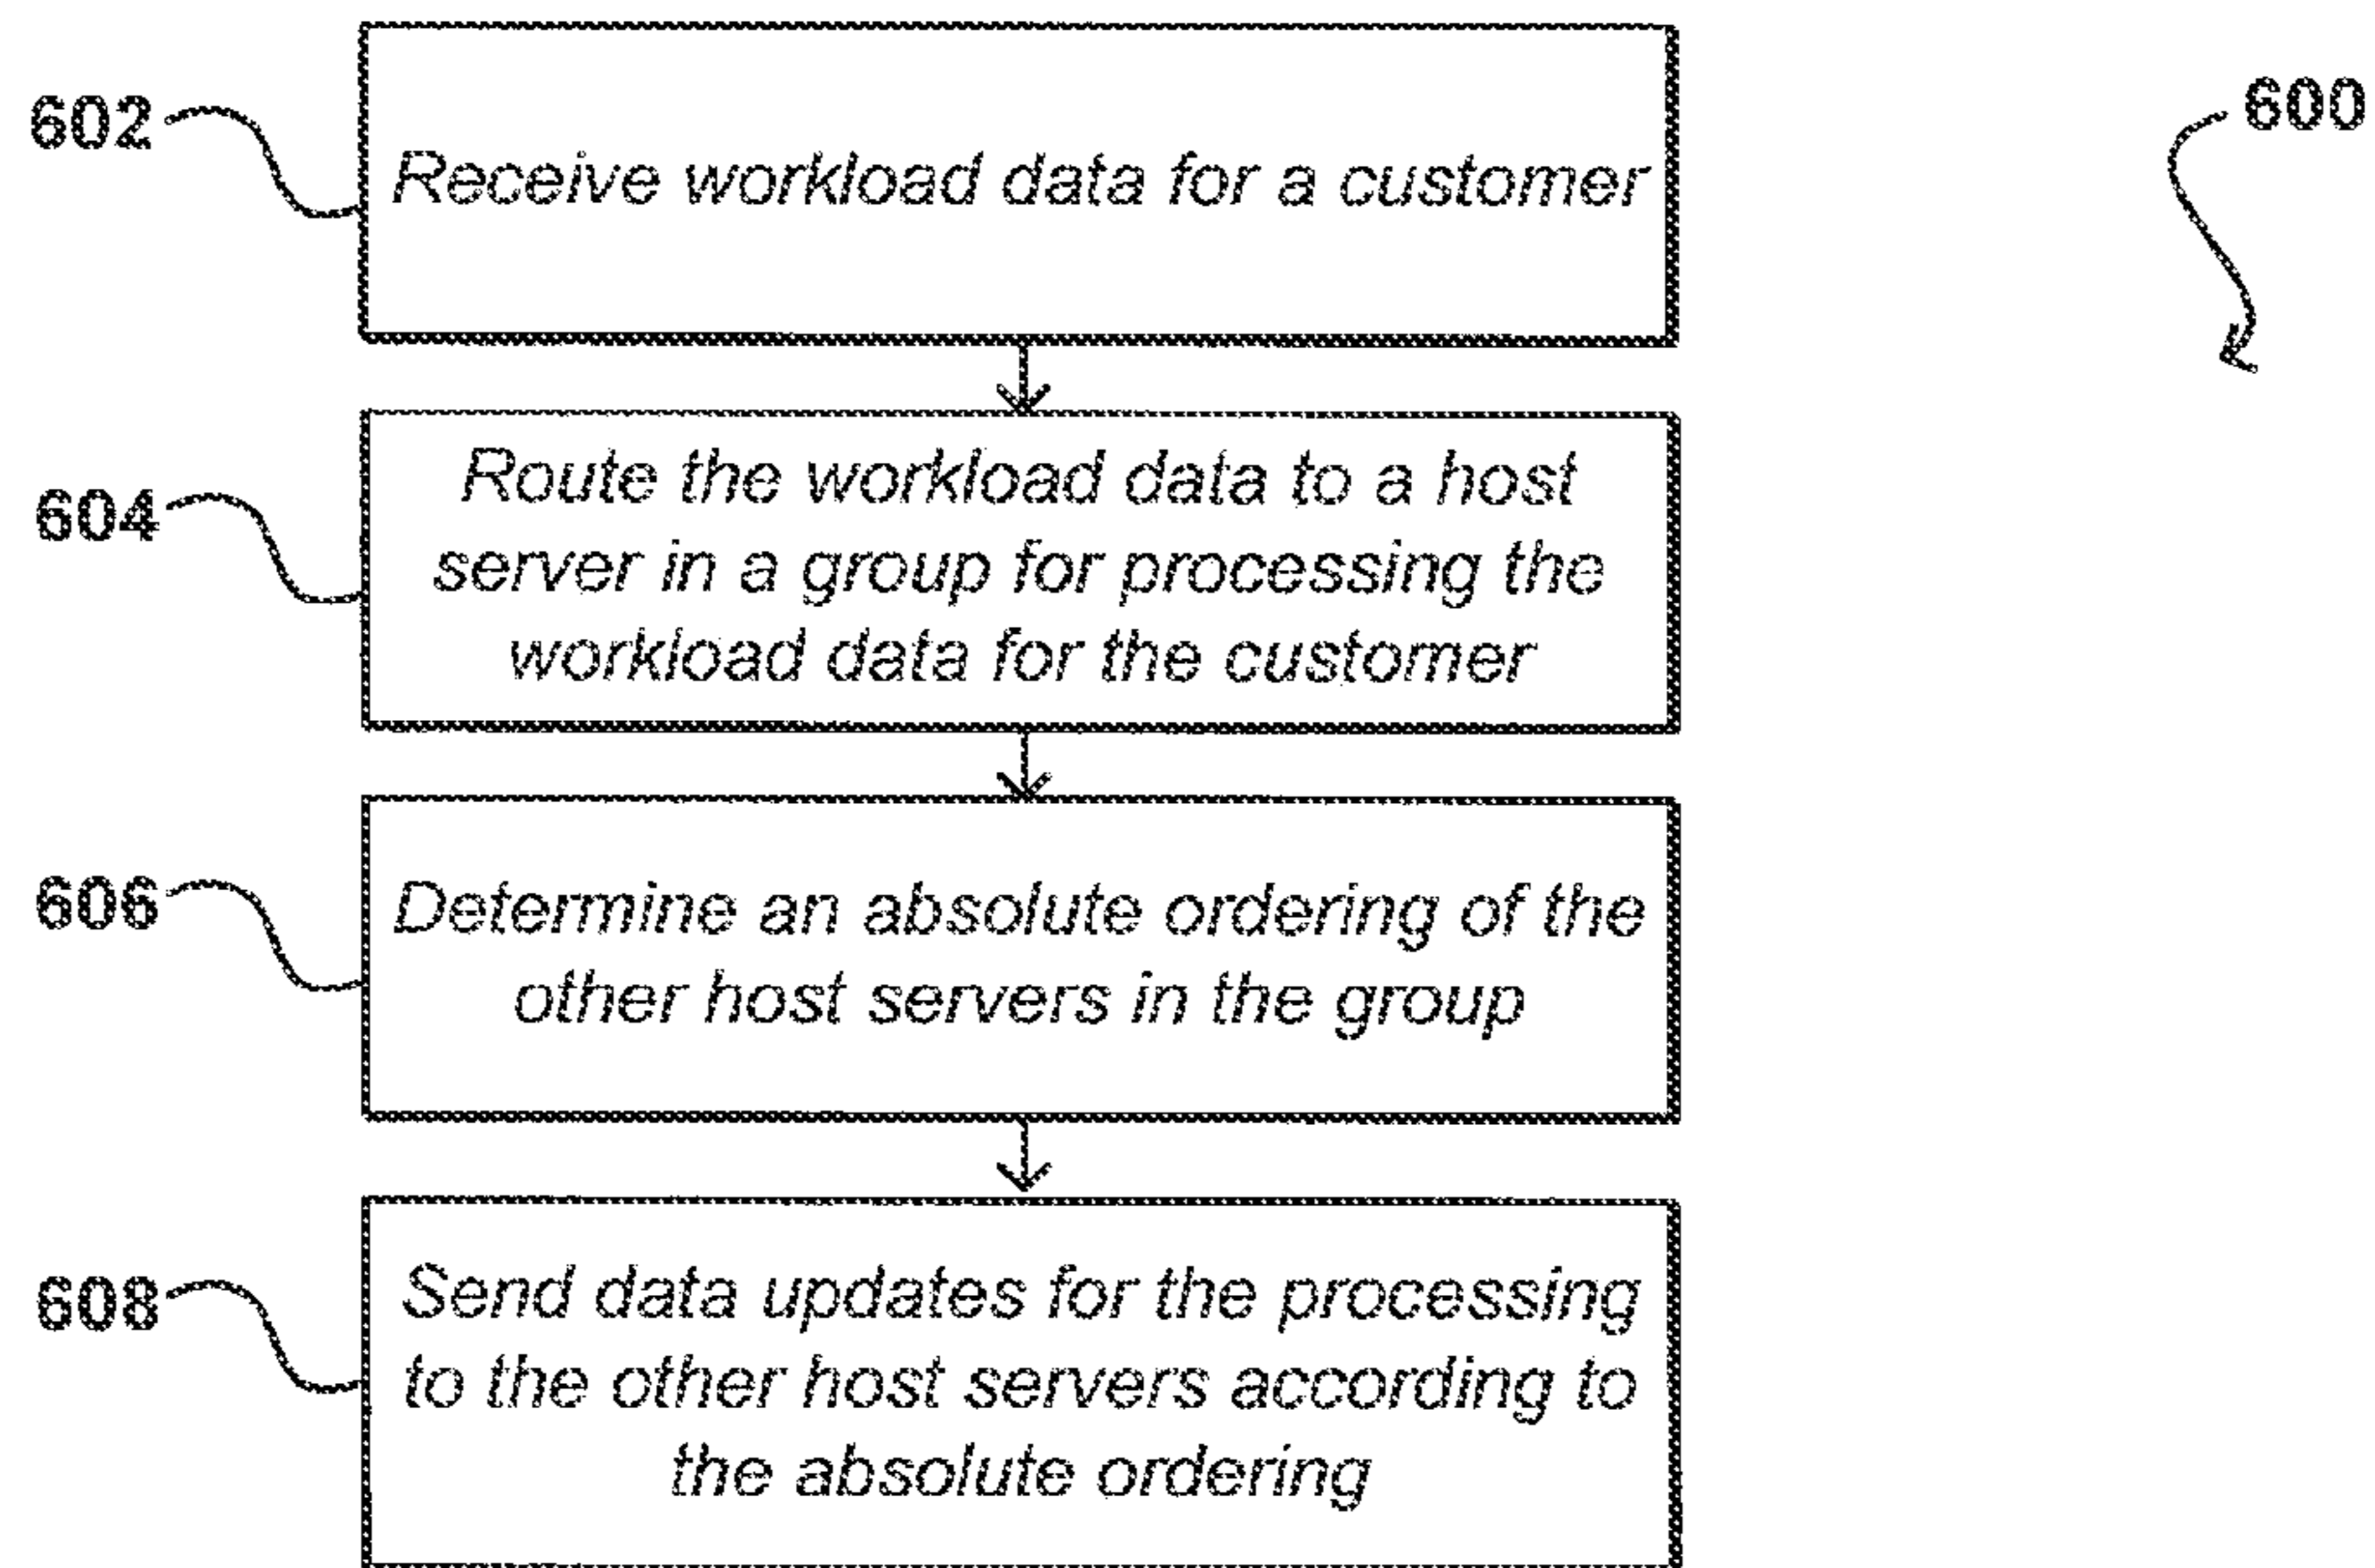 602
600
Receive workload data for a customer
604
Route the workload data to a host
server in a group for processing the
workload data for the customer
606
Determine an absolute ordering of the
other host servers in the group
608
Send data updates for the processing
to the other host servers according to
the absolute ordering